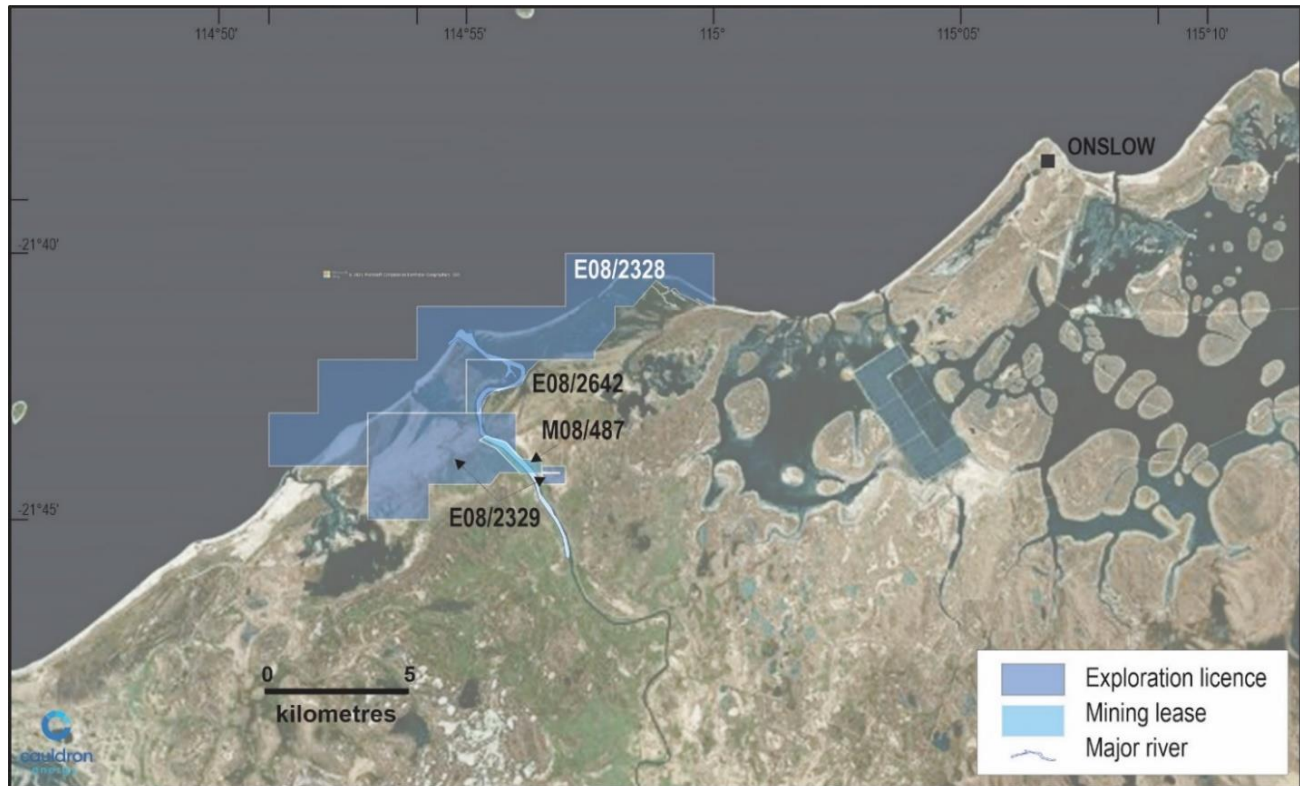 114°50' 114°55' 115° 115°05' 115°10'
ONSLOW
-21°40'
E08/2328
E08/2642
M08/487
-21°45'
E08/2329
0 5
kilometres
Exploration licence
Mining lease
Major river
cauldron
energy